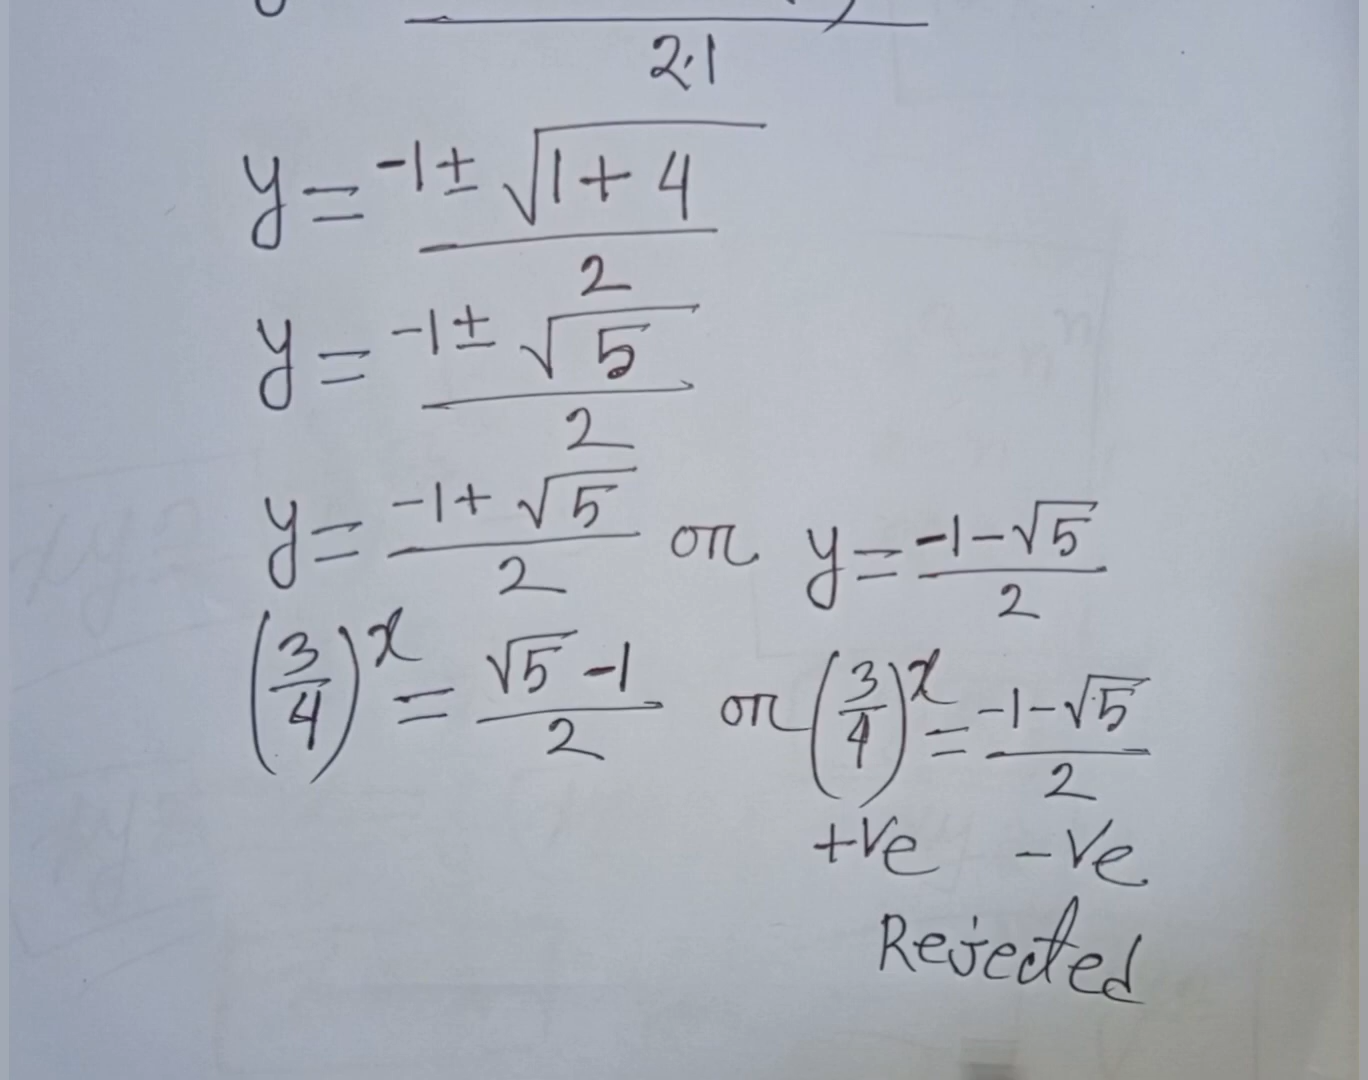 2·1
y = (-1 ± √(1+4))/2
y = (-1 ± √5)/2
y = (-1 + √5)/2 or y = (-1 - √5)/2
(3/4)^x = (√5 - 1)/2 or (3/4)^x = (-1 - √5)/2
+ve -ve
Rejected